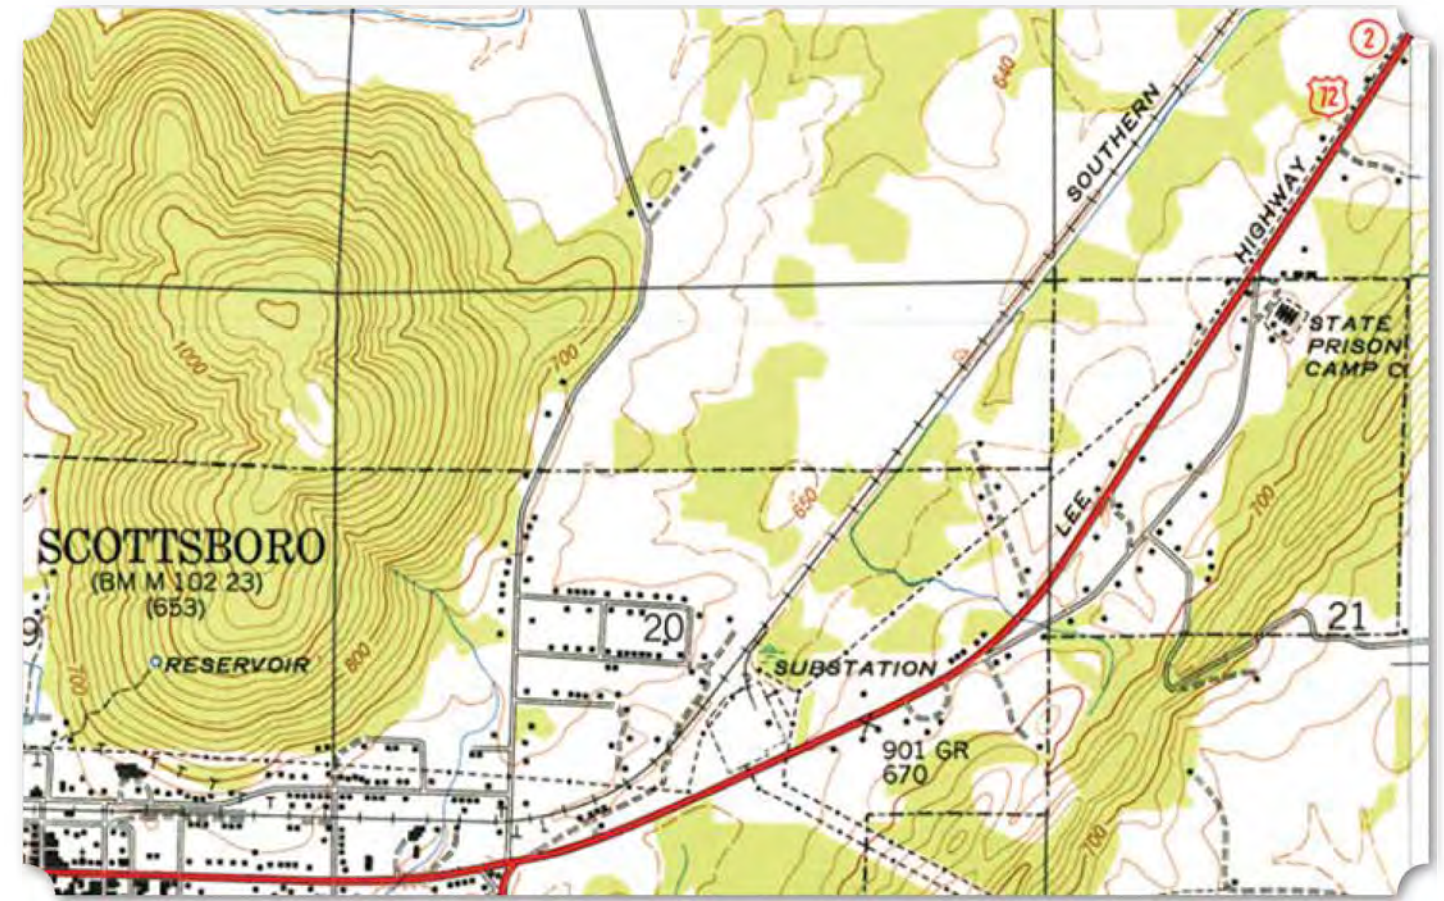 2
72
640
SOUTHERN
HIGHWAY
STATE
PRISON
CAMP C
1000
700
650
LEE
700
SCOTTSBORO
(BM M 102 23)
(653)
9
20
21
RESERVOIR
800
700
SUBSTATION
901 GR
670
700
T
T
T
T